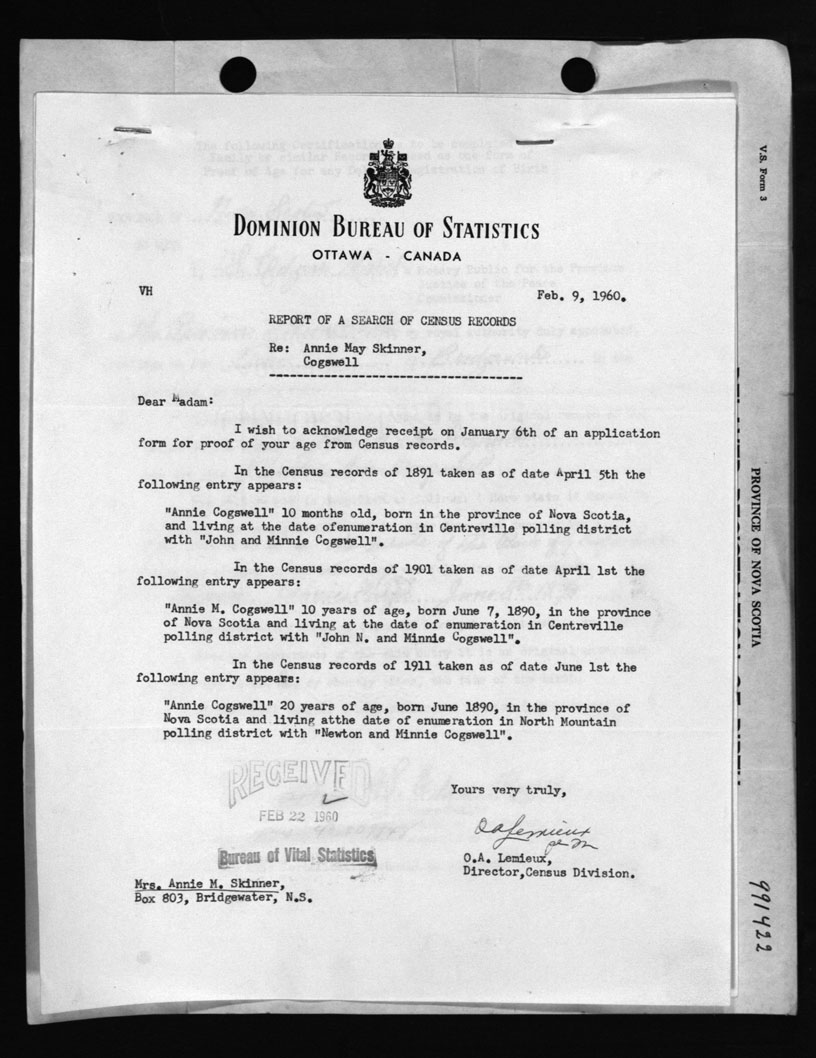 DOMINION BUREAU OF STATISTICS
OTTAWA - CANADA
VH
Feb. 9, 1960.
REPORT OF A SEARCH OF CENSUS RECORDS
Re: Annie May Skinner,
Cogswell
Dear Madam:
I wish to acknowledge receipt on January 6th of an application
form for proof of your age from Census records.
In the Census records of 1891 taken as of date April 5th the
following entry appears:
"Annie Cogswell" 10 months old, born in the province of Nova Scotia,
and living at the date ofenumeration in Centreville polling district
with "John and Minnie Cogswell".
In the Census records of 1901 taken as of date April 1st the
following entry appears:
"Annie M. Cogswell" 10 years of age, born June 7, 1890, in the province
of Nova Scotia and living at the date of enumeration in Centreville
polling district with "John N. and Minnie Cogswell".
In the Census records of 1911 taken as of date June 1st the
following entry appears:
"Annie Cogswell" 20 years of age, born June 1890, in the province of
Nova Scotia and living atthe date of enumeration in North Mountain
polling district with "Newton and Minnie Cogswell".
RECEIVED
FEB 22 1960
Bureau of Vital Statistics
Yours very truly,
OALemieux
O.A. Lemieux,
Director,Census Division.
Mrs. Annie M. Skinner,
Box 803, Bridgewater, N.S.
V.S. Form 3
PROVINCE OF NOVA SCOTIA
991422